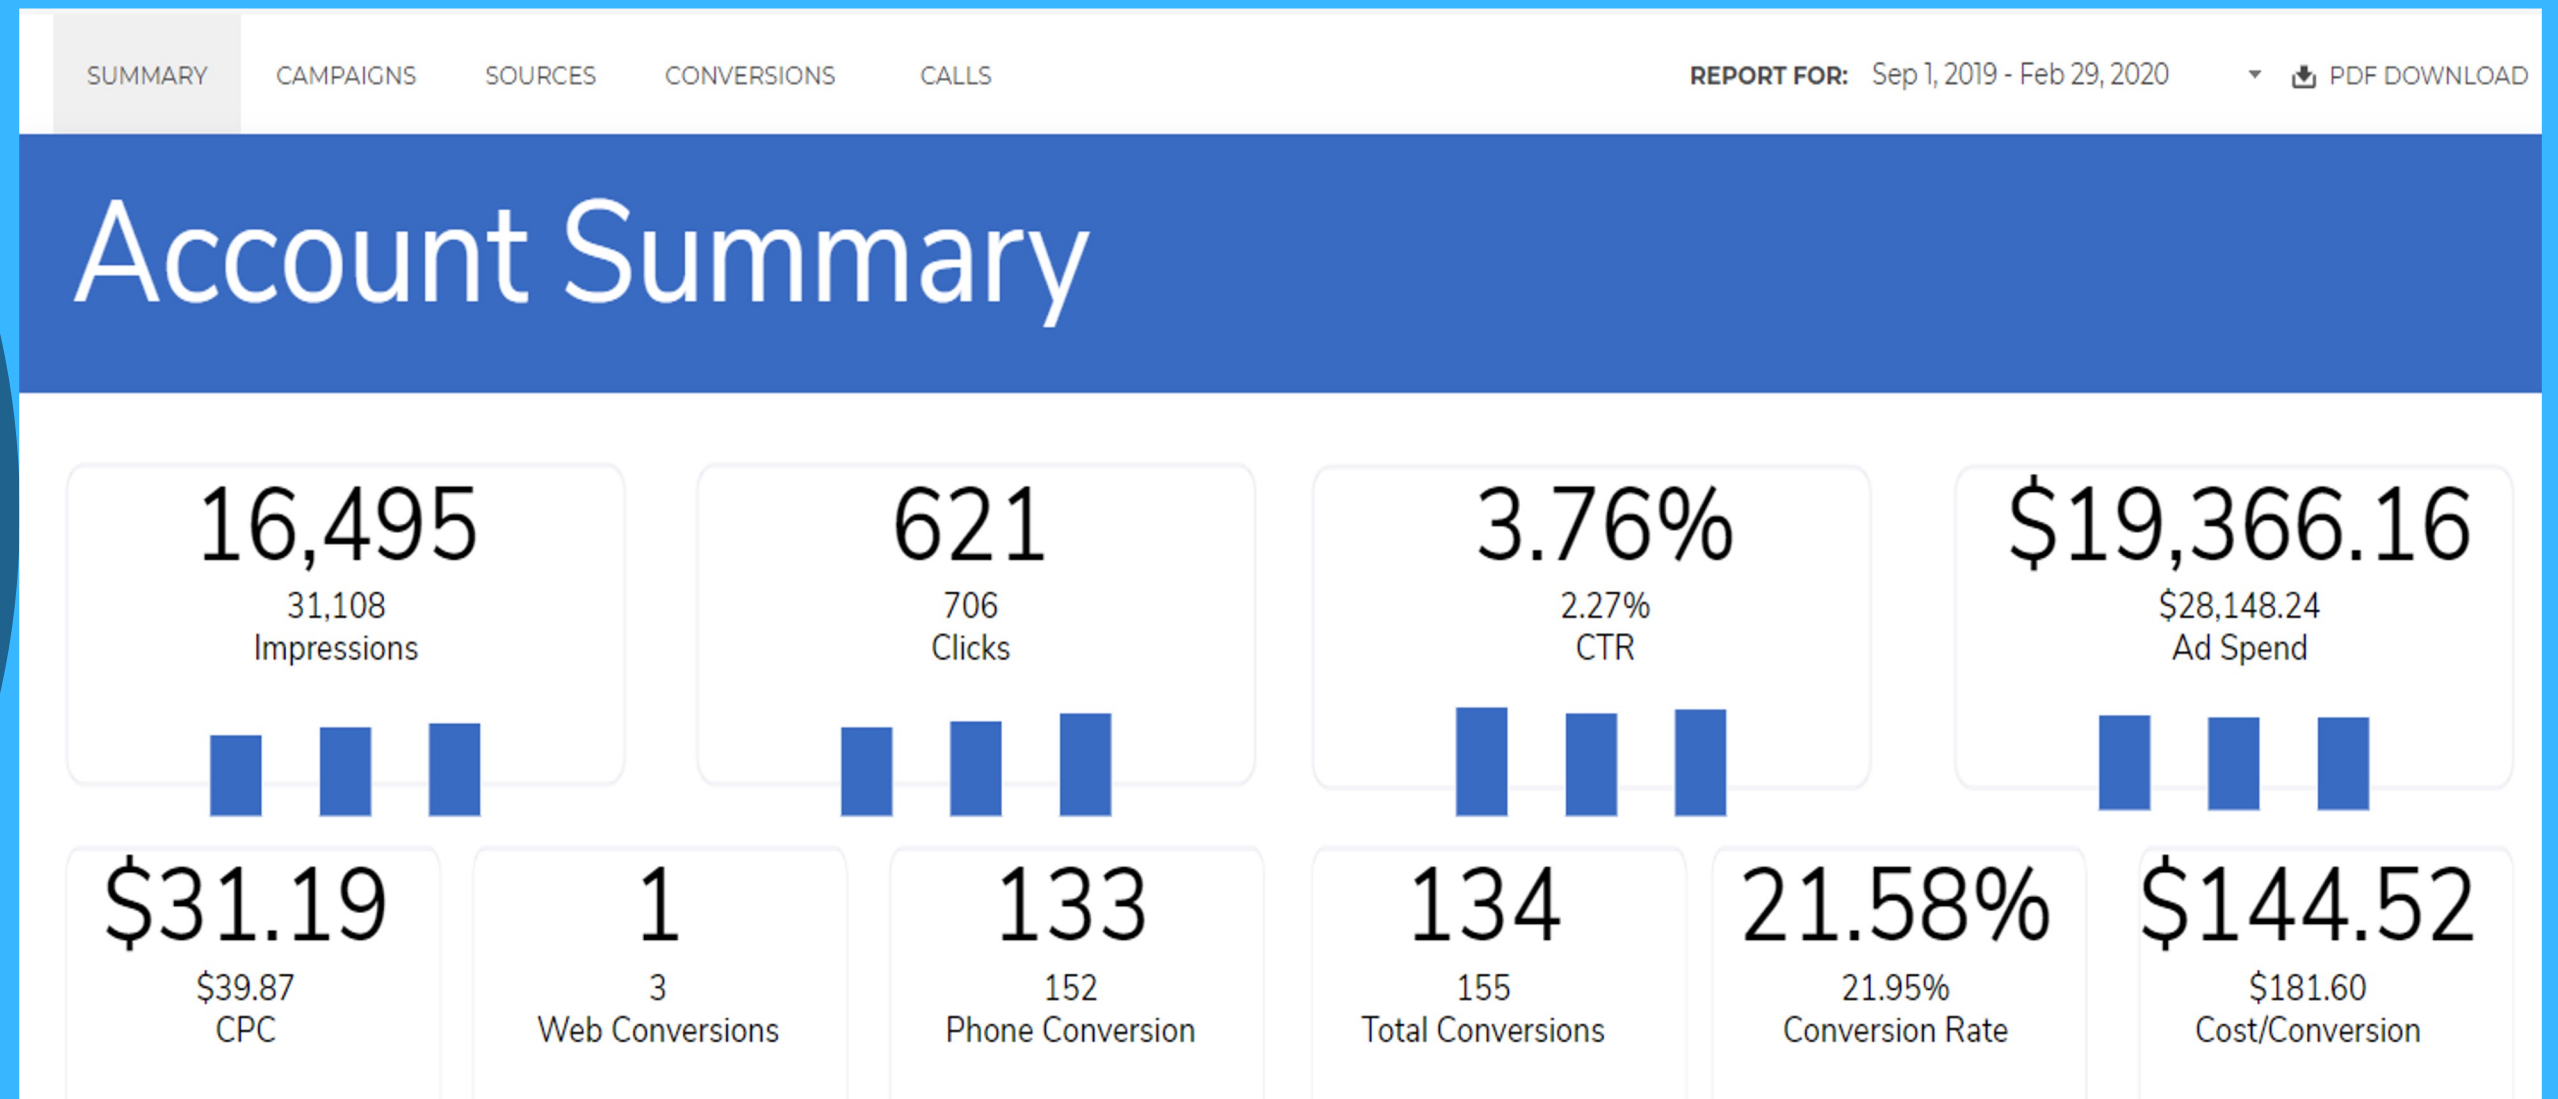 SUMMARY CAMPAIGNS SOURCES CONVERSIONS CALLS REPORT FOR: Sep 1, 2019 - Feb 29, 2020 PDF DOWNLOAD
Account Summary
16,495 621 3.76% $19,366.16
31,108 706 2.27% $28,148.24
Impressions Clicks CTR Ad Spend
$31.19 1 133 134 21.58% $144.52
$39.87 3 152 155 21.95% $181.60
CPC Web Conversions Phone Conversion Total Conversions Conversion Rate Cost/Conversion